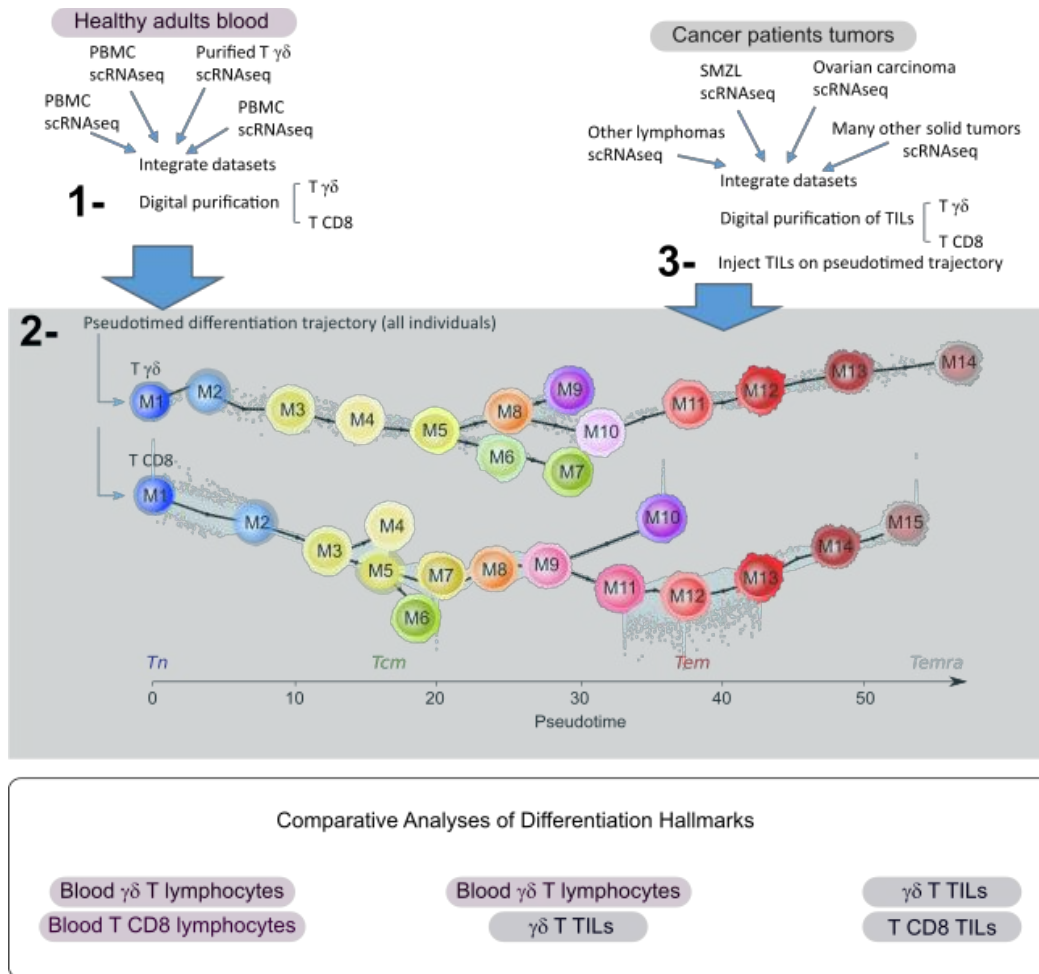 Healthy adults blood
PBMC
scRNAseq
Purified T γδ
scRNAseq
PBMC
scRNAseq
PBMC
scRNAseq
Integrate datasets
1-
Digital purification
T γδ
T CD8
Cancer patients tumors
SMZL
scRNAseq
Ovarian carcinoma
scRNAseq
Other lymphomas
scRNAseq
Many other solid tumors
scRNAseq
Integrate datasets
Digital purification of TILs
T γδ
T CD8
3-
Inject TILs on pseudotimed trajectory
2-
Pseudotimed differentiation trajectory (all individuals)
T γδ
M1
M2
M3
M4
M5
M6
M7
M8
M9
M10
M11
M12
M13
M14
T CD8
M1
M2
M3
M4
M5
M6
M7
M8
M9
M10
M11
M12
M13
M14
M15
Tn
Tcm
Tem
Temra
0
10
20
30
40
50
Pseudotime
Comparative Analyses of Differentiation Hallmarks
Blood γδ T lymphocytes
Blood T CD8 lymphocytes
Blood γδ T lymphocytes
γδ T TILs
γδ T TILs
T CD8 TILs